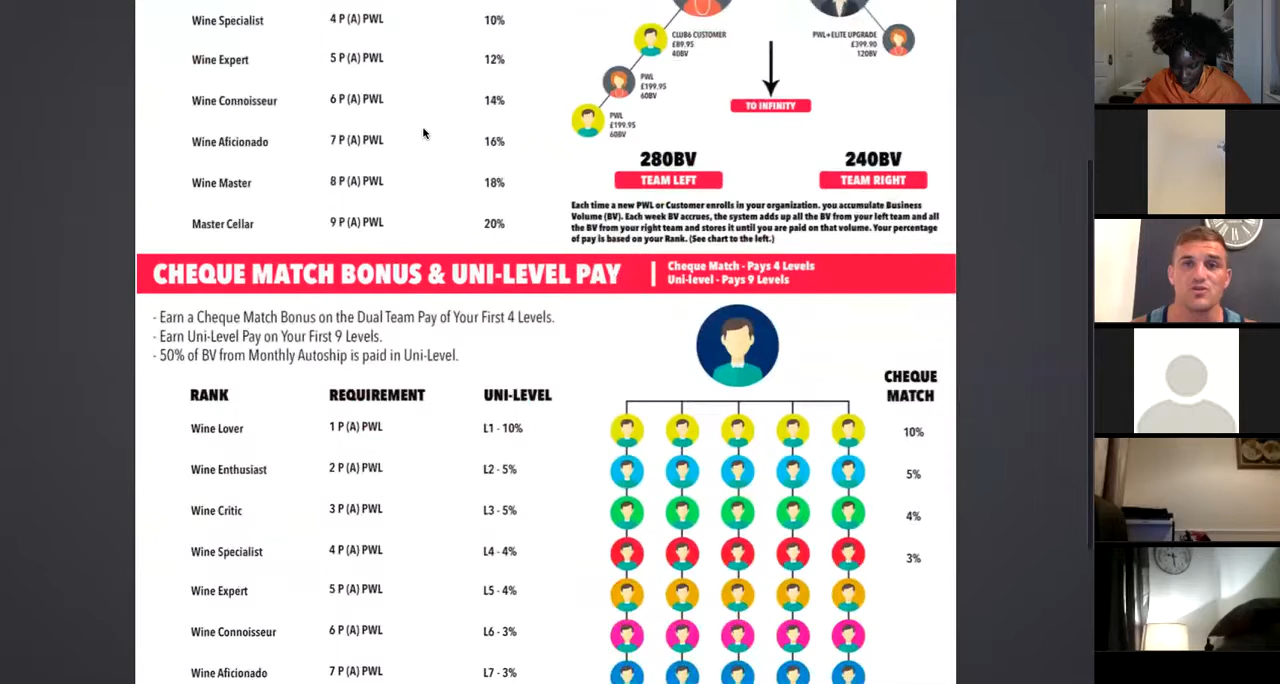 Wine Specialist 4 P (A) PWL 10%
Wine Expert 5 P (A) PWL 12%
Wine Connoisseur 6 P (A) PWL 14%
Wine Aficionado 7 P (A) PWL 16%
Wine Master 8 P (A) PWL 18%
Master Cellar 9 P (A) PWL 20%
CLUB6 CUSTOMER
£89.95
40BV
PWL
£199.95
60BV
PWL
£199.95
60BV
PWL+ELITE UPGRADE
£399.90
120BV
TO INFINITY
280BV
TEAM LEFT
240BV
TEAM RIGHT
Each time a new PWL or Customer enrolls in your organization. you accumulate Business
Volume (BV). Each week BV accrues, the system adds up all the BV from your left team and all
the BV from your right team and stores it until you are paid on that volume. Your percentage
of pay is based on your Rank. (See chart to the left.)
CHEQUE MATCH BONUS & UNI-LEVEL PAY
Cheque Match - Pays 4 Levels
Uni-level - Pays 9 Levels
- Earn a Cheque Match Bonus on the Dual Team Pay of Your First 4 Levels.
- Earn Uni-Level Pay on Your First 9 Levels.
- 50% of BV from Monthly Autoship is paid in Uni-Level.
RANK REQUIREMENT UNI-LEVEL
Wine Lover 1 P (A) PWL L1 - 10%
Wine Enthusiast 2 P (A) PWL L2 - 5%
Wine Critic 3 P (A) PWL L3 - 5%
Wine Specialist 4 P (A) PWL L4 - 4%
Wine Expert 5 P (A) PWL L5 - 4%
Wine Connoisseur 6 P (A) PWL L6 - 3%
Wine Aficionado 7 P (A) PWL L7 - 3%
CHEQUE
MATCH
10%
5%
4%
3%